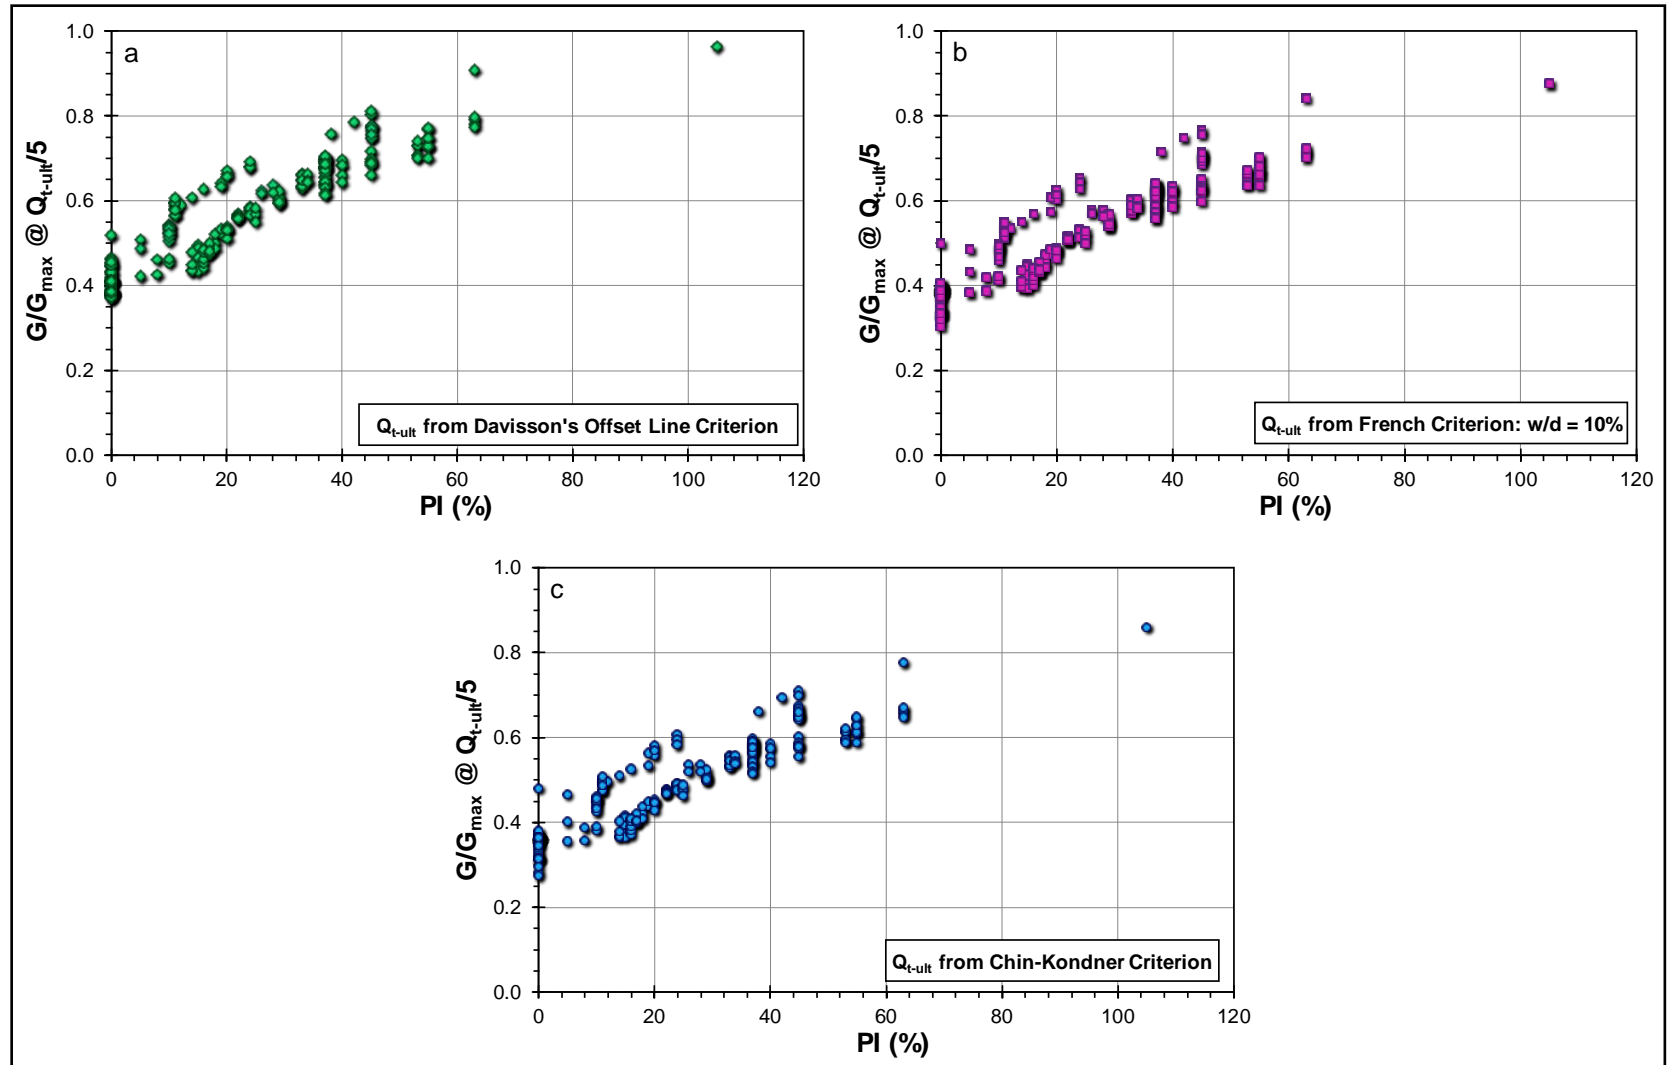 a
1.0
0.8
0.6
0.4
0.2
0.0
G/Gmax @ Qt-ult/5
Qt-ult from Davisson's Offset Line Criterion
0 20 40 60 80 100 120
PI (%)
b
1.0
0.8
0.6
0.4
0.2
0.0
G/Gmax @ Qt-ult/5
Qt-ult from French Criterion: w/d = 10%
0 20 40 60 80 100 120
PI (%)
c
1.0
0.8
0.6
0.4
0.2
0.0
G/Gmax @ Qt-ult/5
Qt-ult from Chin-Kondner Criterion
0 20 40 60 80 100 120
PI (%)